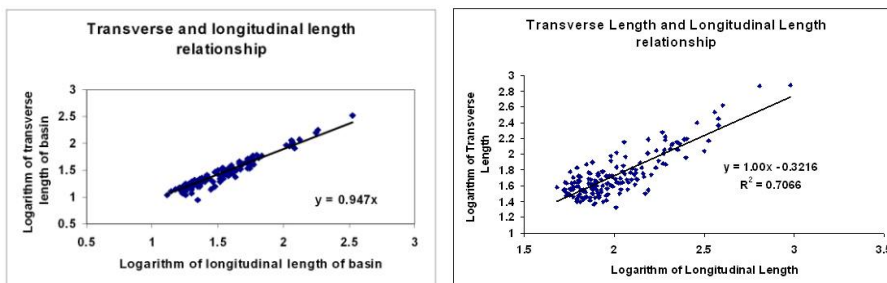 Transverse and longitudinal length
relationship
3
2.5
2
1.5
1
0.5
0.5
1
1.5
2
2.5
3
Logarithm of transverse
length of basin
y = 0.947x
Logarithm of longitudinal length of basin
Transverse Length and Longitudinal Length
relationship
3
2.8
2.6
2.4
2.2
2
1.8
1.6
1.4
1.2
1
1.5
2
2.5
3
3.5
Logarithm of Transverse
Length
y = 1.00x - 0.3216
R² = 0.7066
Logarithm of Longitudinal Length